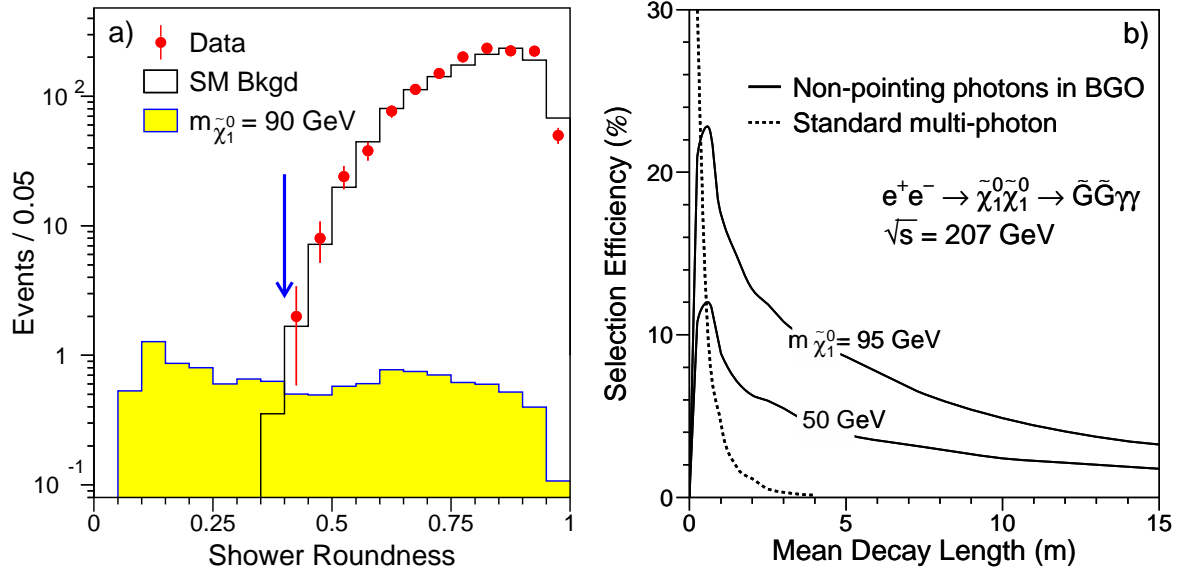 a)
Data
SM Bkgd
m χ̃₁⁰ = 90 GeV
Events / 0.05
10²
10
1
10⁻¹
0
0.25
0.5
0.75
1
Shower Roundness
b)
Non-pointing photons in BGO
Standard multi-photon
e⁺e⁻ → χ̃₁⁰χ̃₁⁰ → G̃G̃γγ
√s = 207 GeV
m χ̃₁⁰ = 95 GeV
50 GeV
Selection Efficiency (%)
30
20
10
0
0
5
10
15
Mean Decay Length (m)